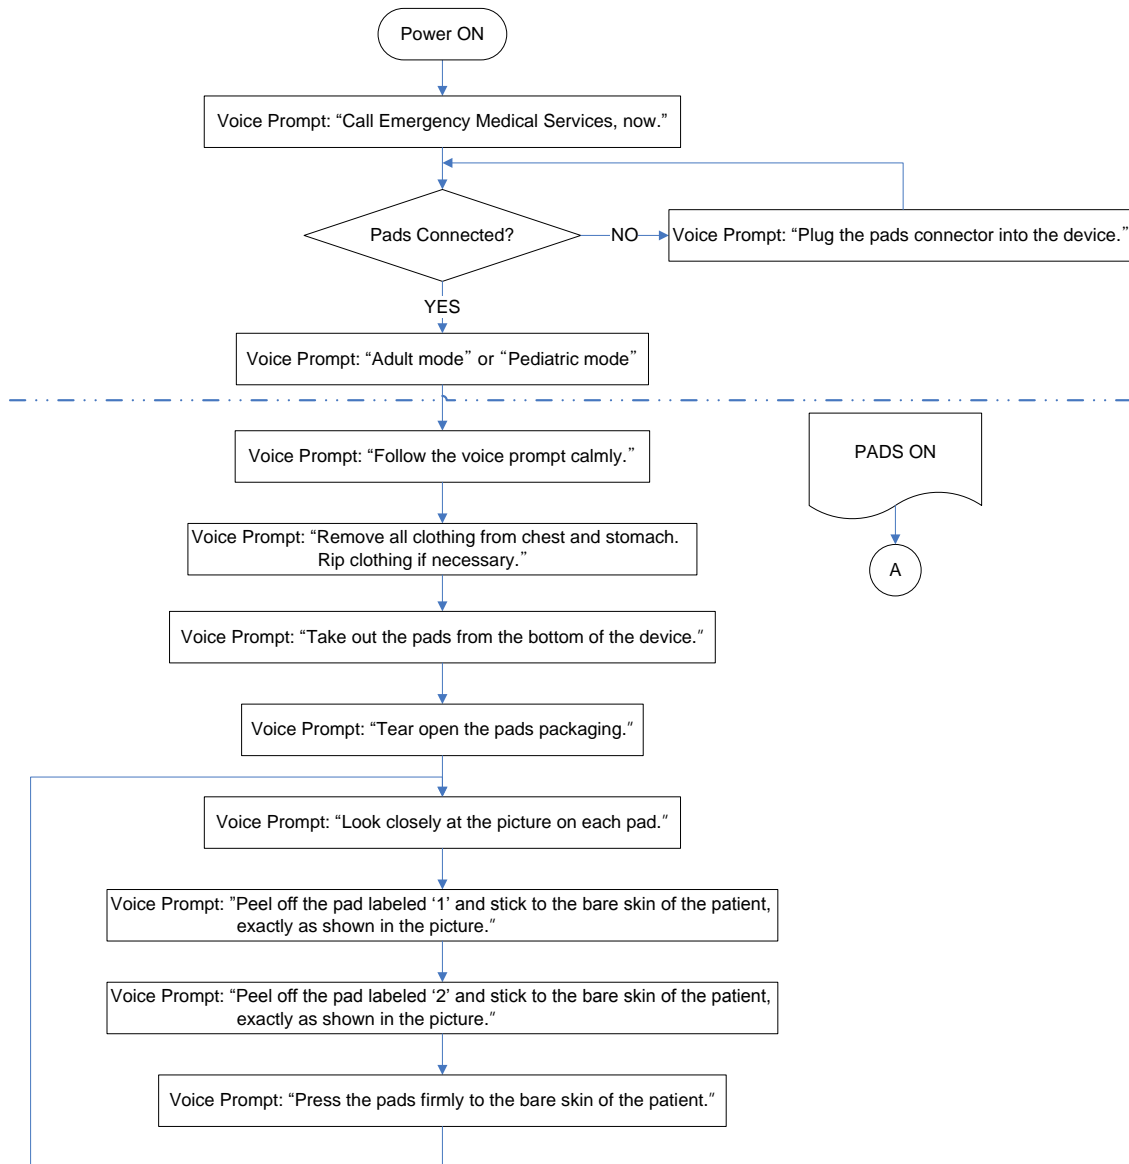 Power ON
Voice Prompt: “Call Emergency Medical Services, now.”
Pads Connected?
NO
Voice Prompt: “Plug the pads connector into the device.”
YES
Voice Prompt: “Adult mode” or “Pediatric mode”
Voice Prompt: “Follow the voice prompt calmly.”
PADS ON
A
Voice Prompt: “Remove all clothing from chest and stomach.
Rip clothing if necessary.”
Voice Prompt: “Take out the pads from the bottom of the device.”
Voice Prompt: “Tear open the pads packaging.”
Voice Prompt: “Look closely at the picture on each pad.”
Voice Prompt: ”Peel off the pad labeled ‘1’ and stick to the bare skin of the patient,
exactly as shown in the picture.”
Voice Prompt: “Peel off the pad labeled ‘2’ and stick to the bare skin of the patient,
exactly as shown in the picture.”
Voice Prompt: “Press the pads firmly to the bare skin of the patient.”